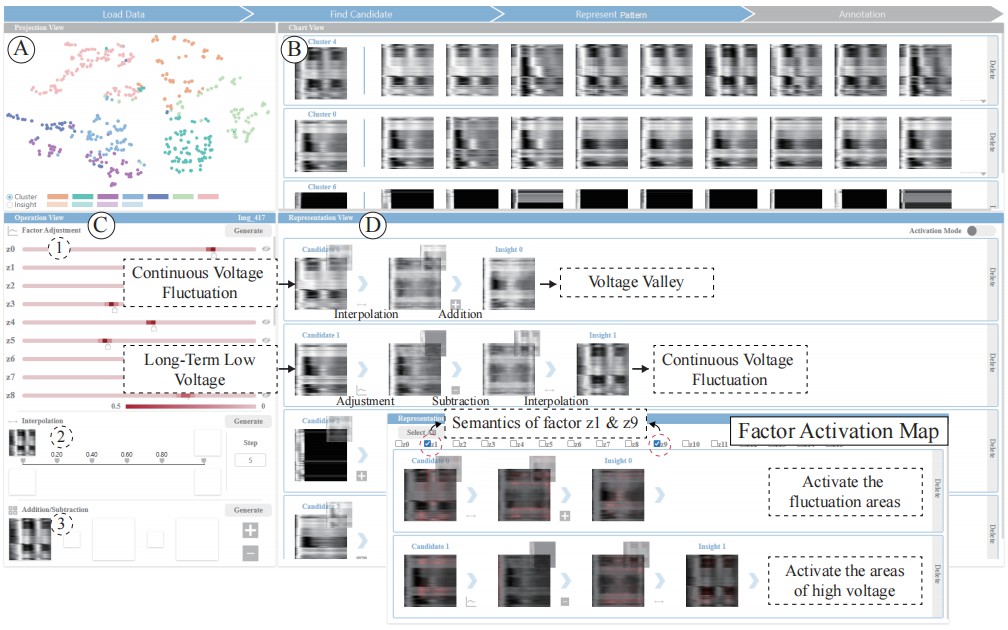 Load Data
Find Candidate
Represent Pattern
Annotation
Projection View
A
Cluster
Insight
Chart View
B
Cluster 4
Delete
Cluster 0
Delete
Cluster 6
Operation View
Img_417
C
Factor Adjustment
Generate
1
z0
z1
z2
z3
z4
z5
z6
z7
z8
0.5
0
Continuous Voltage
Fluctuation
Long-Term Low
Voltage
Interpolation
Generate
2
Step
0
0.20
0.40
0.60
0.80
5
Addition/Subtraction
Generate
3
Representation View
D
Activation Mode
Insight 0
Interpolation
Addition
Voltage Valley
Delete
Candidate 1
Insight 1
Adjustment
Subtraction
Interpolation
Continuous Voltage
Fluctuation
Delete
Delete
Delete
Select
Semantics of factor z1 & z9
Factor Activation Map
z0
z1
z2
z3
z4
z5
z6
z7
z8
z9
z10
z11
Insight 0
Activate the
fluctuation areas
Delete
Candidate 1
Insight 1
Activate the areas
of high voltage
Delete